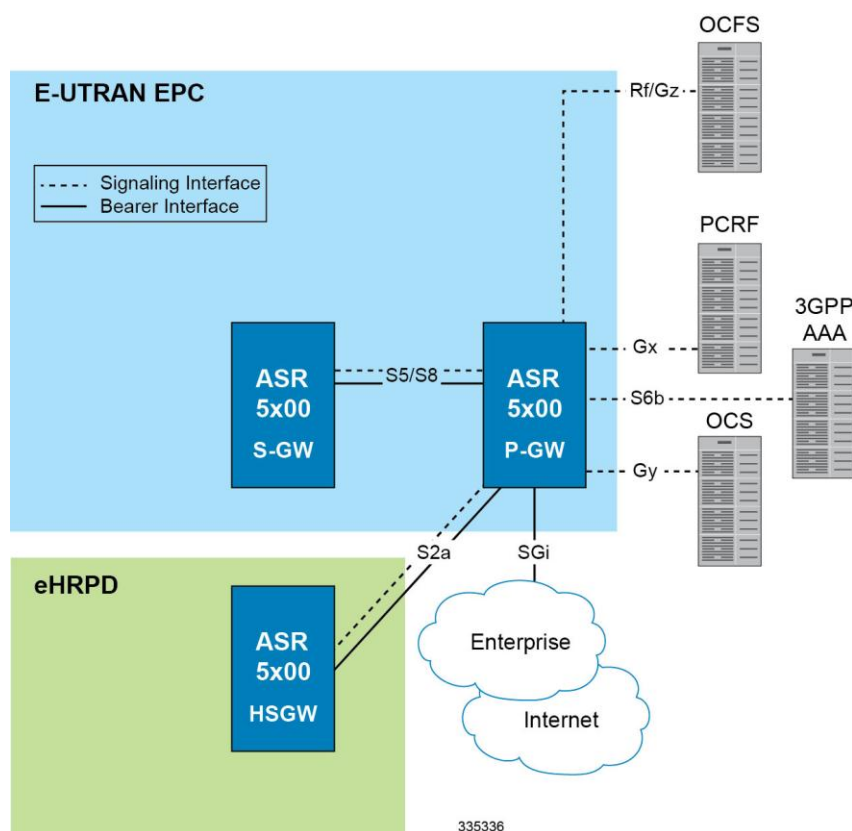 OCFS
E-UTRAN EPC
Rf/Gz
Signaling Interface
Bearer Interface
PCRF
3GPP
AAA
Gx
ASR
5x00
S-GW
S5/S8
ASR
5x00
P-GW
S6b
OCS
Gy
S2a
SGi
eHRPD
ASR
5x00
HSGW
Enterprise
Internet
335336